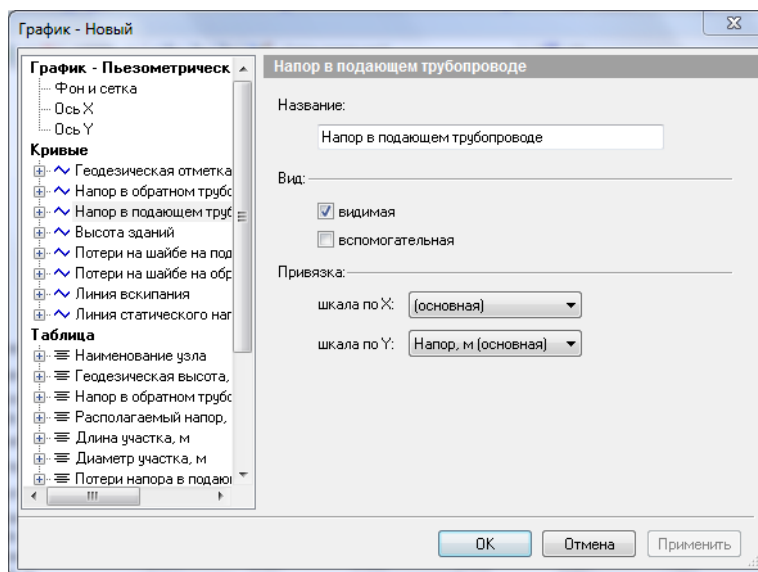 График - Новый
График - Пьезометрическ
Фон и сетка
Ось X
Ось Y
Кривые
Геодезическая отметка
Напор в обратном трубо
Напор в подающем труб
Высота зданий
Потери на шайбе на под
Потери на шайбе на обр
Линия вскипания
Линия статического нап
Таблица
Наименование узла
Геодезическая высота,
Напор в обратном трубо
Располагаемый напор,
Длина участка, м
Диаметр участка, м
Потери напора в подаю
Напор в подающем трубопроводе
Название:
Напор в подающем трубопроводе
Вид:
видимая
вспомогательная
Привязка:
шкала по X: (основная)
шкала по Y: Напор, м (основная)
OK Отмена Применить